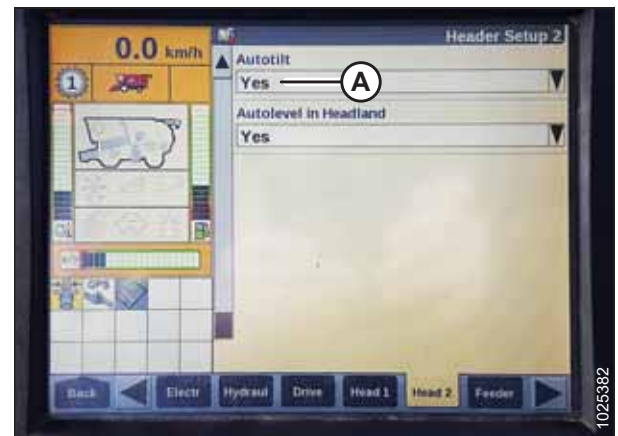 0.0 km/h
Header Setup 2
1
Autotilt
Yes
A
Autolevel in Headland
Yes
GPS
Back
Electr
Hydraul
Drive
Head 1
Head 2
Feeder
1025382